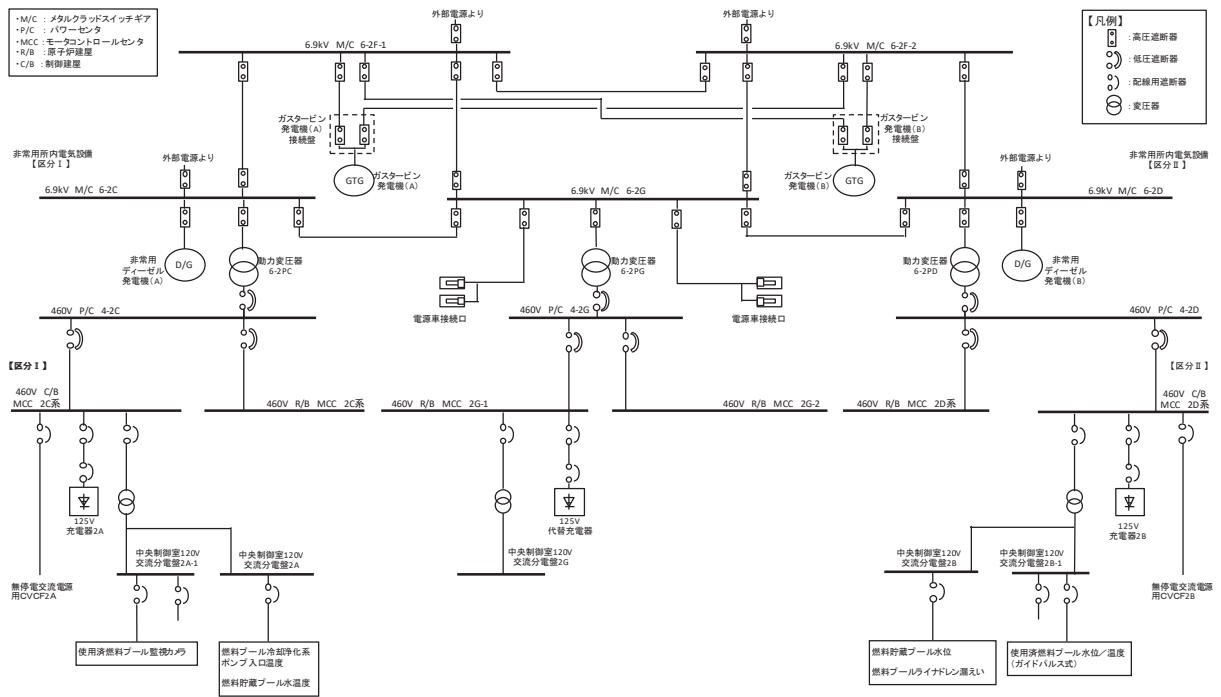 ・M/C : メタルクラッドスイッチギア
・P/C : パワーセンタ
・MCC : モータコントロールセンタ
・R/B : 原子炉建屋
・C/B : 制御建屋
外部電源より
外部電源より
【凡例】
:高圧遮断器
:低圧遮断器
:配線用遮断器
:変圧器
6.9kV M/C 6-2F-1
6.9kV M/C 6-2F-2
ガスタービン
発電機(A)
接続盤
ガスタービン
発電機(B)
接続盤
GTG
ガスタービン
発電機(A)
ガスタービン
発電機(B)
GTG
非常用所内電気設備
【区分Ⅰ】
外部電源より
外部電源より
非常用所内電気設備
【区分Ⅱ】
6.9kV M/C 6-2C
6.9kV M/C 6-2G
6.9kV M/C 6-2D
非常用
ディーゼル
発電機(A)
D/G
動力変圧器
6-2PC
動力変圧器
6-2PG
動力変圧器
6-2PD
D/G
非常用
ディーゼル
発電機(B)
電源車接続口
電源車接続口
460V P/C 4-2C
460V P/C 4-2G
460V P/C 4-2D
【区分Ⅰ】
【区分Ⅱ】
460V C/B
MCC 2C系
460V R/B MCC 2C系
460V R/B MCC 2G-1
460V R/B MCC 2G-2
460V R/B MCC 2D系
460V C/B
MCC 2D系
125V
充電器2A
125V
代替充電器
125V
充電器2B
中央制御室120V
交流分電盤2A-1
中央制御室120V
交流分電盤2A
中央制御室120V
交流分電盤2G
中央制御室120V
交流分電盤2B
中央制御室120V
交流分電盤2B-1
無停電交流電源
用CVCF2A
無停電交流電源
用CVCF2B
使用済燃料プール監視カメラ
燃料プール冷却浄化系
ポンプ入口温度
燃料貯蔵プール水温度
燃料貯蔵プール水位
燃料プールライナドレン漏えい
使用済燃料プール水位/温度
(ガイドパルス式)